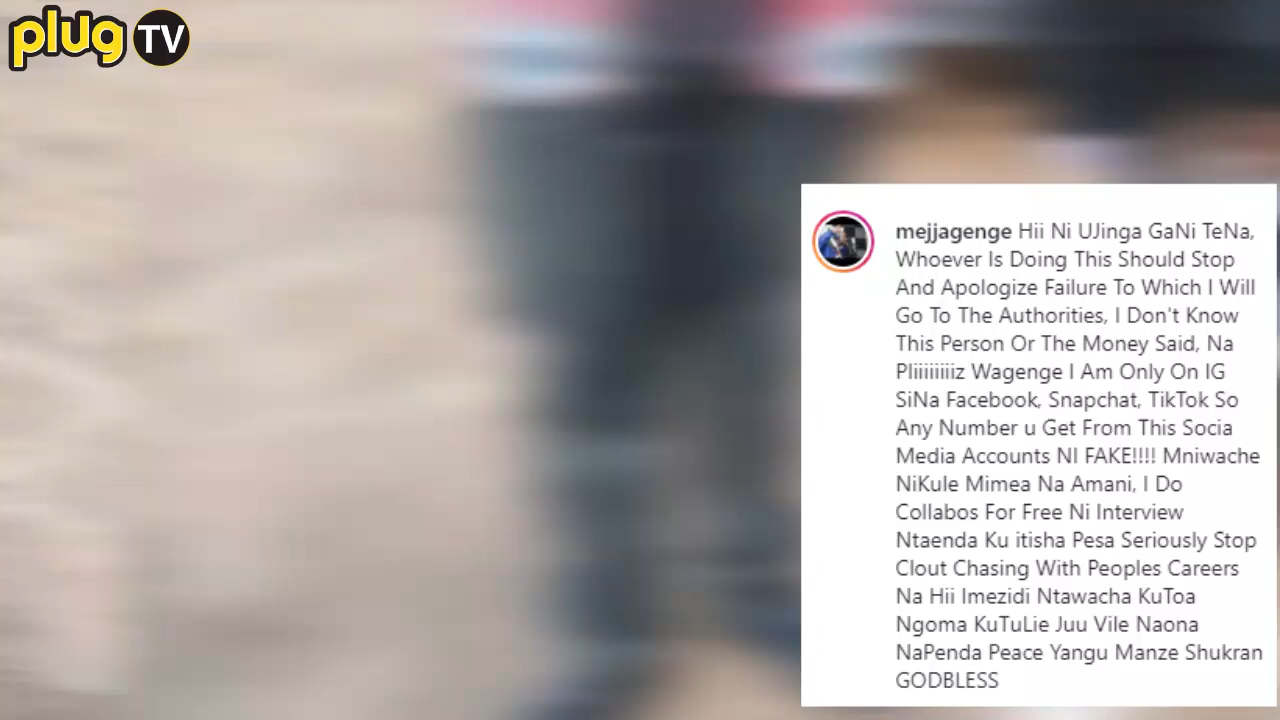 plug TV
mejjagenge Hii Ni UJinga GaNi TeNa,
Whoever Is Doing This Should Stop
And Apologize Failure To Which I Will
Go To The Authorities, I Don't Know
This Person Or The Money Said, Na
Pliiiiiiiiz Wagenge I Am Only On IG
SiNa Facebook, Snapchat, TikTok So
Any Number u Get From This Socia
Media Accounts NI FAKE!!!! Mniwache
NiKule Mimea Na Amani, I Do
Collabos For Free Ni Interview
Ntaenda Ku itisha Pesa Seriously Stop
Clout Chasing With Peoples Careers
Na Hii Imezidi Ntawacha KuToa
Ngoma KuTuLie Juu Vile Naona
NaPenda Peace Yangu Manze Shukran
GODBLESS